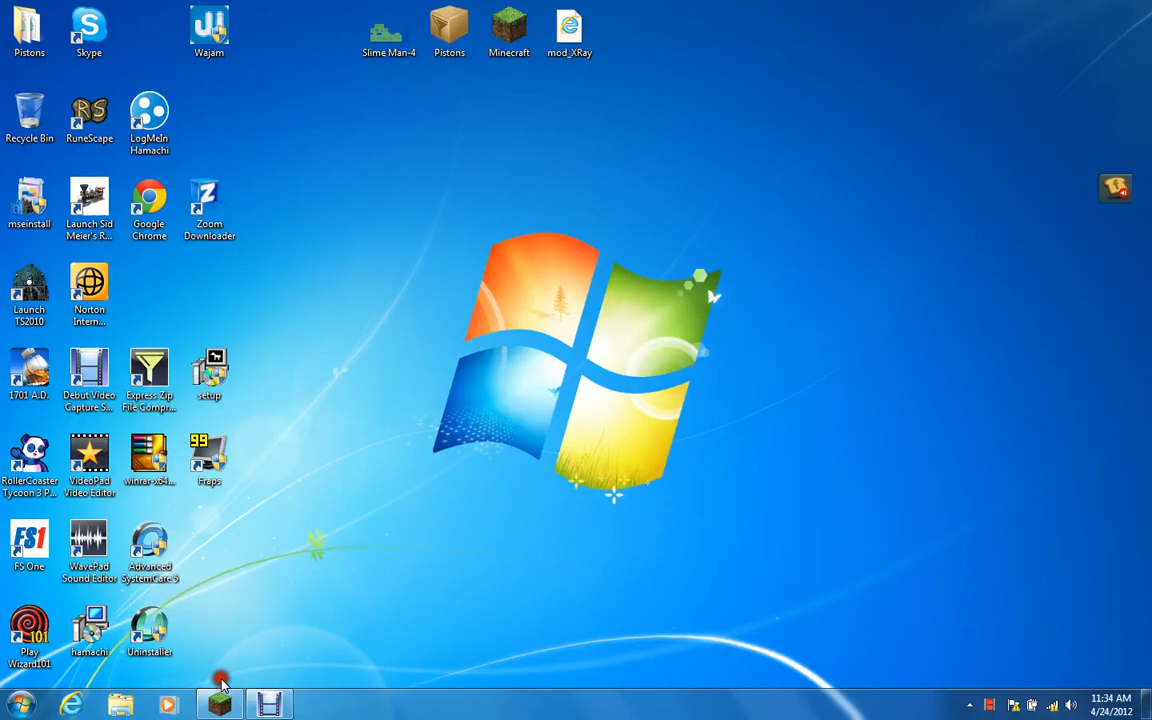 Pistons
Skype
Wajam
Slime Man-4
Pistons
Minecraft
mod_XRay
Recycle Bin
RuneScape
LogMeIn
Hamachi
mseinstall
Launch Sid
Meier's R...
Google
Chrome
Zoom
Downloader
Launch
TS2010
Norton
Intern...
1701 A.D.
Debut Video
Capture S...
Express Zip
File Compr...
setup
99
RollerCoaster
Tycoon 3 P...
VideoPad
Video Editor
winrar-x64...
Fraps
FS1
FS One
WavePad
Sound Editor
Advanced
SystemCare 5
101
Play
Wizard101
hamachi
Uninstaller
11:34 AM
4/24/2012